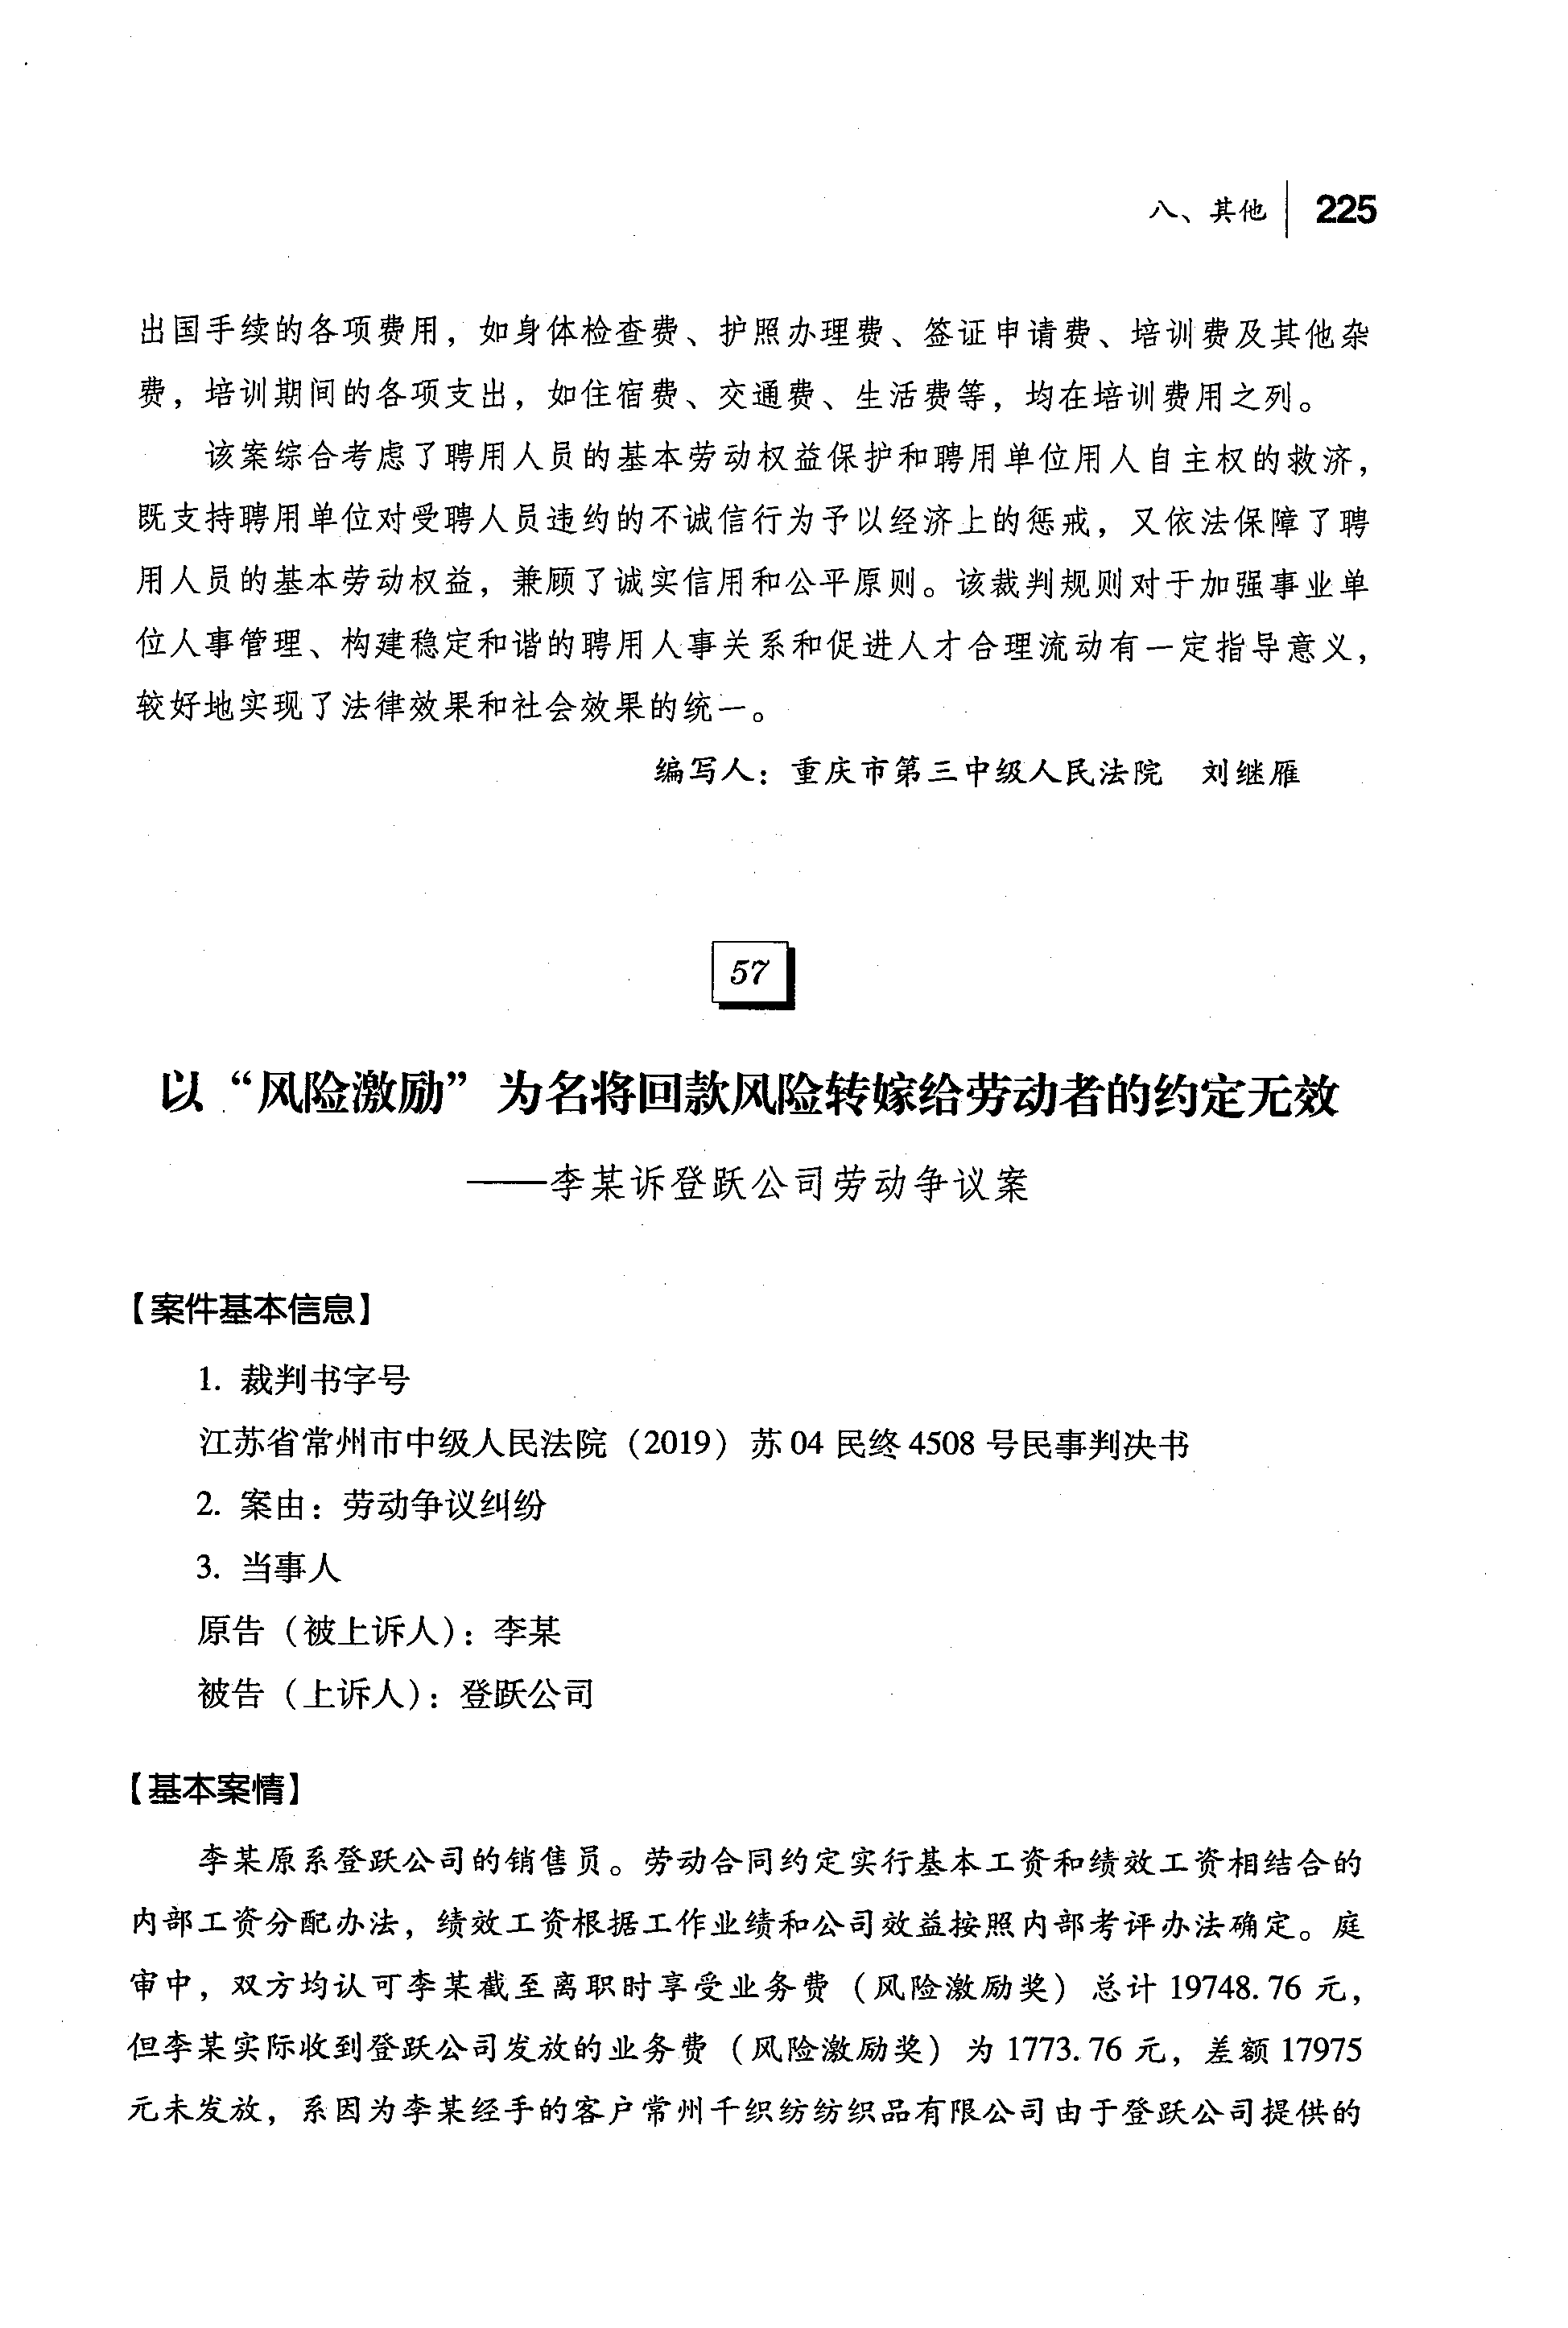 八、其他 225
出国手续的各项费用，如身体检查费、护照办理费、签证申请费、培训费及其他杂
费，培训期间的各项支出，如住宿费、交通费、生活费等，均在培训费用之列。
该案综合考虑了聘用人员的基本劳动权益保护和聘用单位用人自主权的救济，
既支持聘用单位对受聘人员违约的不诚信行为予以经济上的惩戒，又依法保障了聘
用人员的基本劳动权益，兼顾了诚实信用和公平原则。该裁判规则对于加强事业单
位人事管理、构建稳定和谐的聘用人事关系和促进人才合理流动有一定指导意义，
较好地实现了法律效果和社会效果的统一。
编写人：重庆市第三中级人民法院 刘继雁
57
以“风险激励”为名将回款风险转嫁给劳动者的约定无效
——李某诉登跃公司劳动争议案
【案件基本信息】
1. 裁判书字号
江苏省常州市中级人民法院（2019）苏04民终4508号民事判决书
2. 案由：劳动争议纠纷
3. 当事人
原告（被上诉人）：李某
被告（上诉人）：登跃公司
【基本案情】
李某原系登跃公司的销售员。劳动合同约定实行基本工资和绩效工资相结合的
内部工资分配办法，绩效工资根据工作业绩和公司效益按照内部考评办法确定。庭
审中，双方均认可李某截至离职时享受业务费（风险激励奖）总计19748.76元，
但李某实际收到登跃公司发放的业务费（风险激励奖）为1773.76元，差额17975
元未发放，系因为李某经手的客户常州千织纺纺织品有限公司由于登跃公司提供的